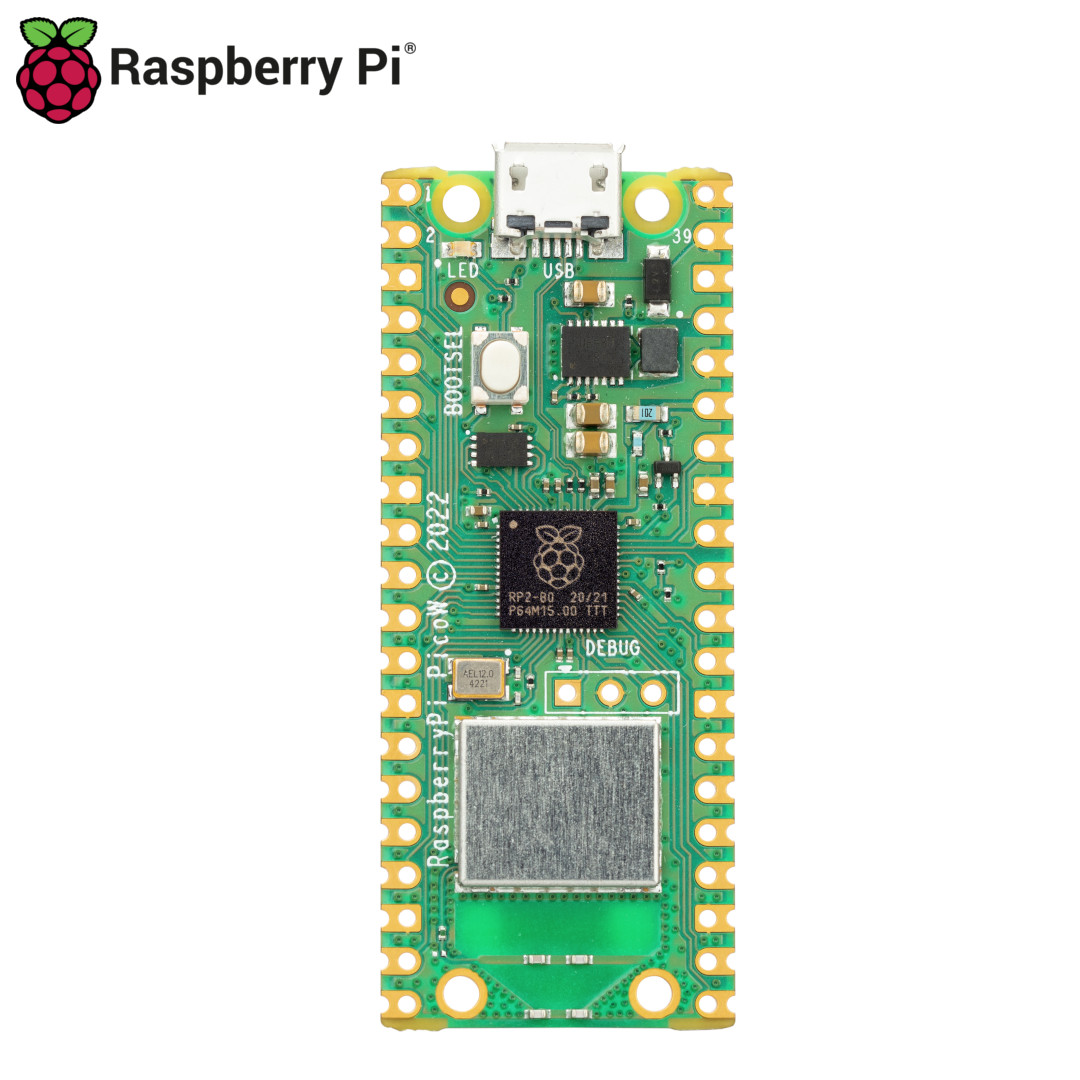 Raspberry Pi®
1
2
39
LED
USB
BOOTSEL
102
RaspberryPi PicoW © 2022
RP2-B0 20/21
P64M15.00 TTT
DEBUG
AEL12.0
4221